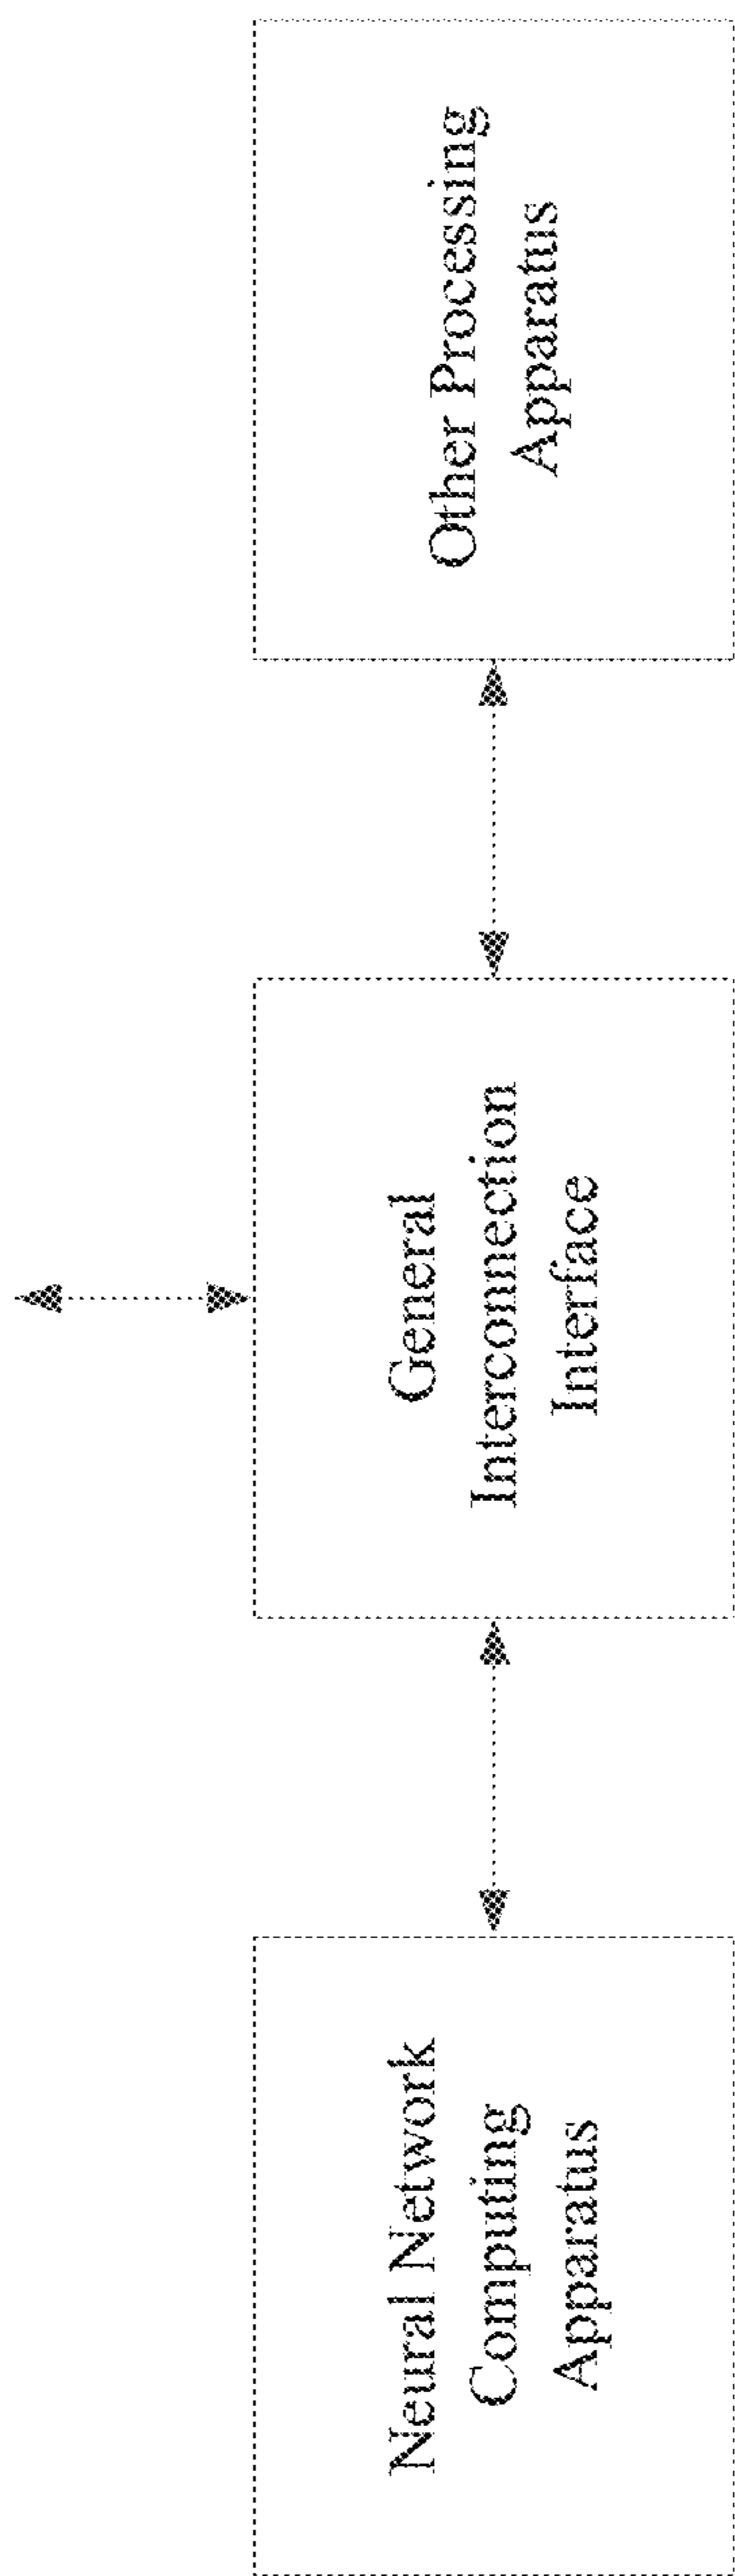 Neural Network
Computing
Apparatus
General
Interconnection
Interface
Other Processing
Apparatus